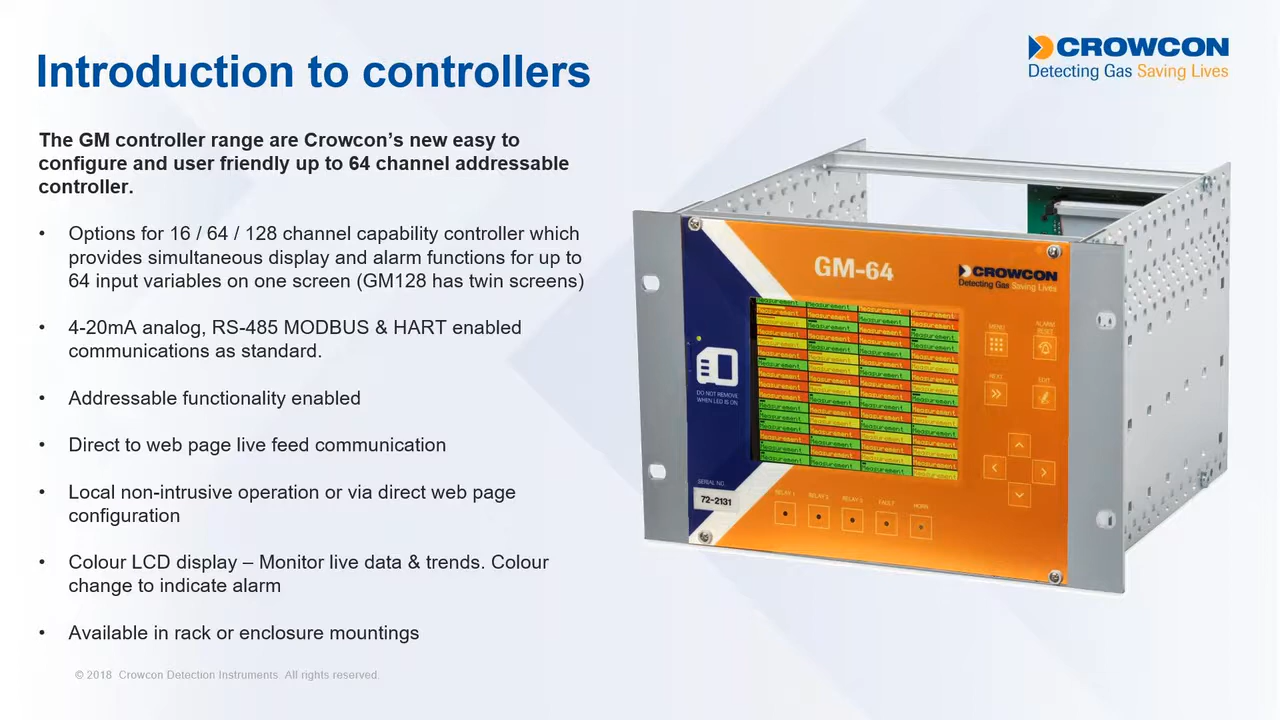 Introduction to controllers
CROWCON
Detecting Gas Saving Lives
The GM controller range are Crowcon's new easy to
configure and user friendly up to 64 channel addressable
controller.
• Options for 16 / 64 / 128 channel capability controller which
provides simultaneous display and alarm functions for up to
64 input variables on one screen (GM128 has twin screens)
• 4-20mA analog, RS-485 MODBUS & HART enabled
communications as standard.
• Addressable functionality enabled
• Direct to web page live feed communication
• Local non-intrusive operation or via direct web page
configuration
• Colour LCD display – Monitor live data & trends. Colour
change to indicate alarm
• Available in rack or enclosure mountings
© 2018 Crowcon Detection Instruments. All rights reserved.
GM-64
CROWCON
Detecting Gas Saving Lives
Measurement Measurement Measurement Measurement
MENU
ALARM
RESET
NEXT
EDIT
DO NOT REMOVE
WHEN LED IS ON
SERIAL NO.
72-2131
RELAY 1 RELAY 2 RELAY 3 FAULT HORN